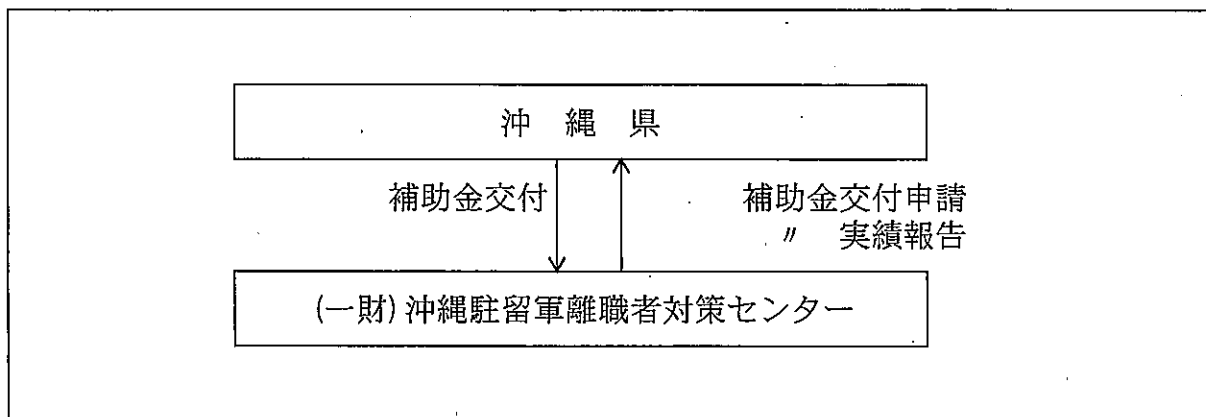 沖　縄　県
補助金交付
補助金交付申請
〃　実績報告
(一財)沖縄駐留軍離職者対策センター